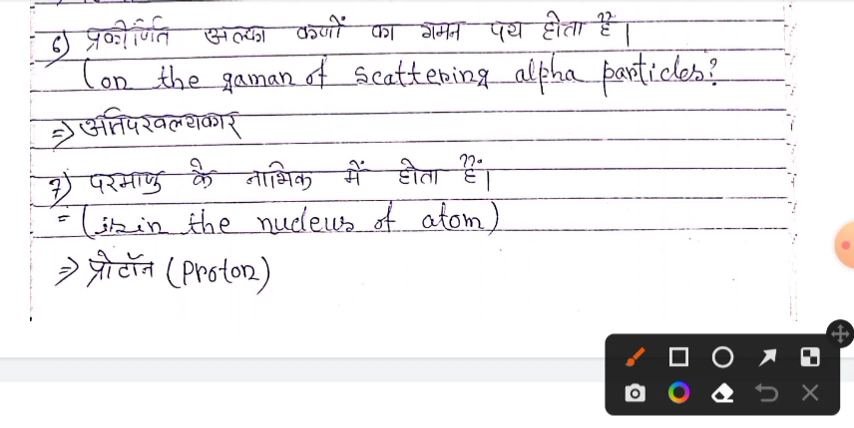 6) प्रकीर्णित अल्फा कणों का गमन पथ होता है??।
(on the gaman of scattering alpha particles?
⇒ अतिपरवलयाकार
7) परमाणु के नाभिक में होता है??।
= (is in the nucleus of atom)
⇒ प्रोटॉन (Proton)